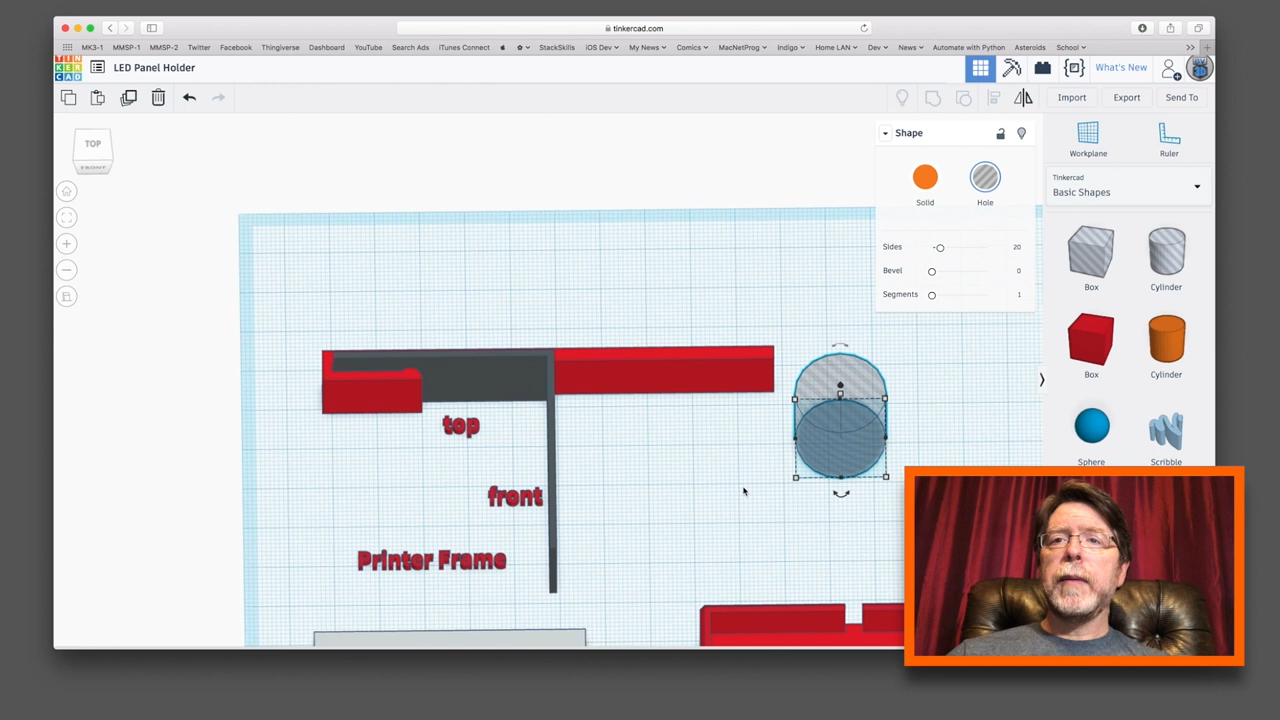 tinkercad.com
MK3-1 MMSP-1 MMSP-2 Twitter Facebook Thingiverse Dashboard YouTube Search Ads iTunes Connect StackSkills iOS Dev My News Comics MacNetProg Indigo Home LAN Dev News Automate with Python Asteroids School
TIN
KER
CAD
LED Panel Holder
What's New
Import
Export
Send To
TOP
FRONT
Shape
Solid
Hole
Sides
20
Bevel
0
Segments
1
Workplane
Ruler
Tinkercad
Basic Shapes
Box
Cylinder
Box
Cylinder
Sphere
Scribble
top
front
Printer Frame